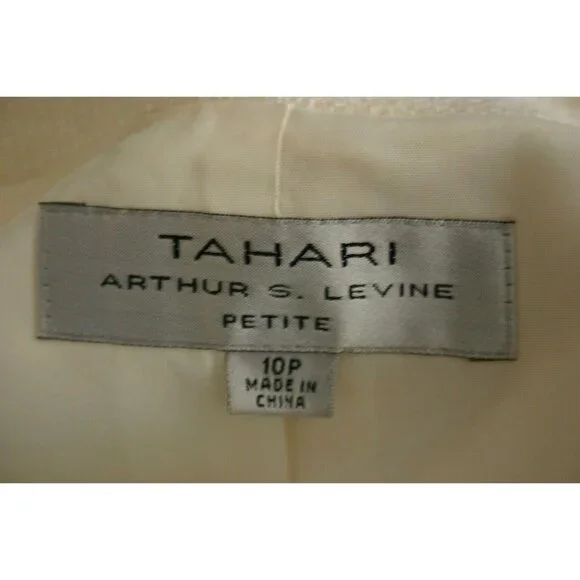 TAHARI
ARTHUR S. LEVINE
PETITE
10P
MADE IN
CHINA